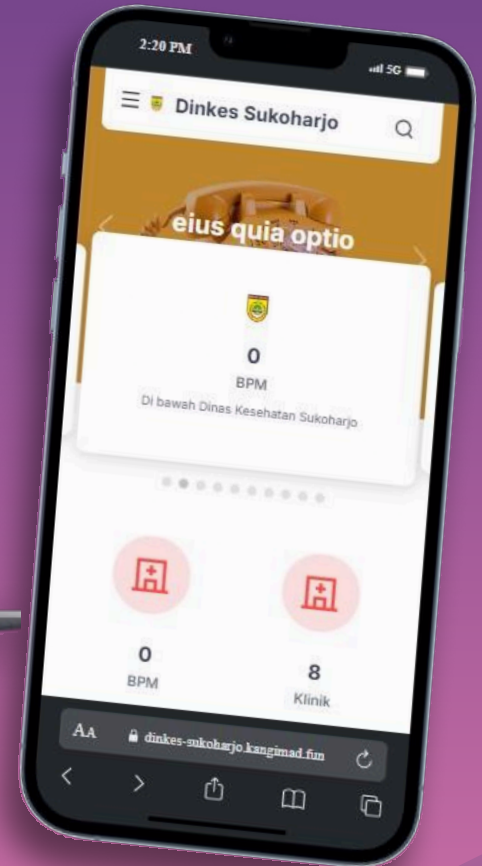 2:20 PM
5G
Dinkes Sukoharjo
eius quia optio
0
BPM
Di bawah Dinas Kesehatan Sukoharjo
0
BPM
8
Klinik
AA
dinkes-sukoharjo.kangimad.fun